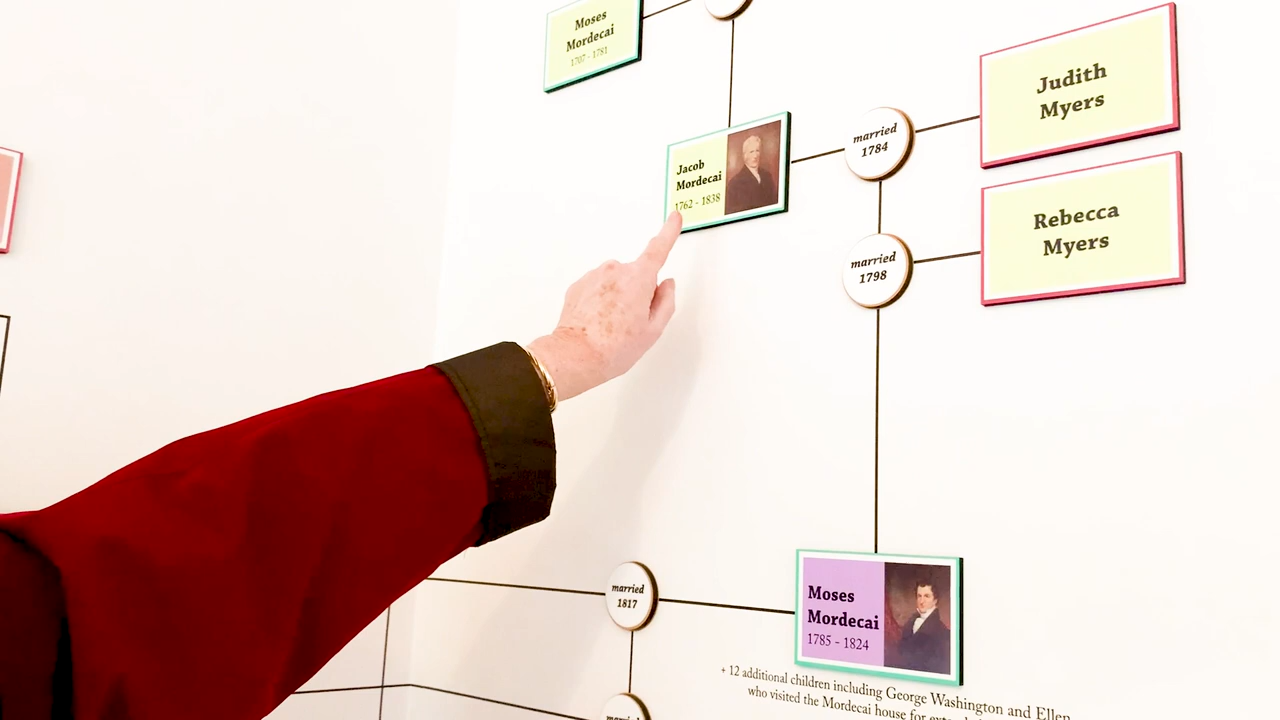 Moses
Mordecai
1707 - 1781
Jacob
Mordecai
1762 - 1838
married
1784
Judith
Myers
married
1798
Rebecca
Myers
married
1817
Moses
Mordecai
1785 - 1824
+ 12 additional children including George Washington and Ellen
who visited the Mordecai house for
married